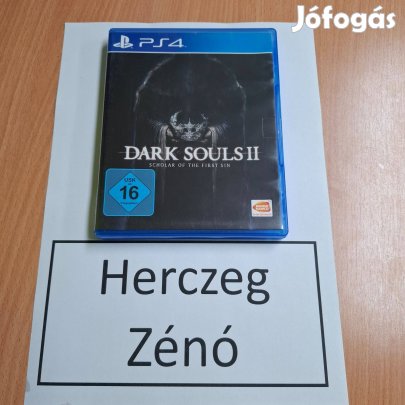 Jófogás
PS4
DARK SOULS II
SCHOLAR OF THE FIRST SIN
USK
16
Herczeg
Zénó